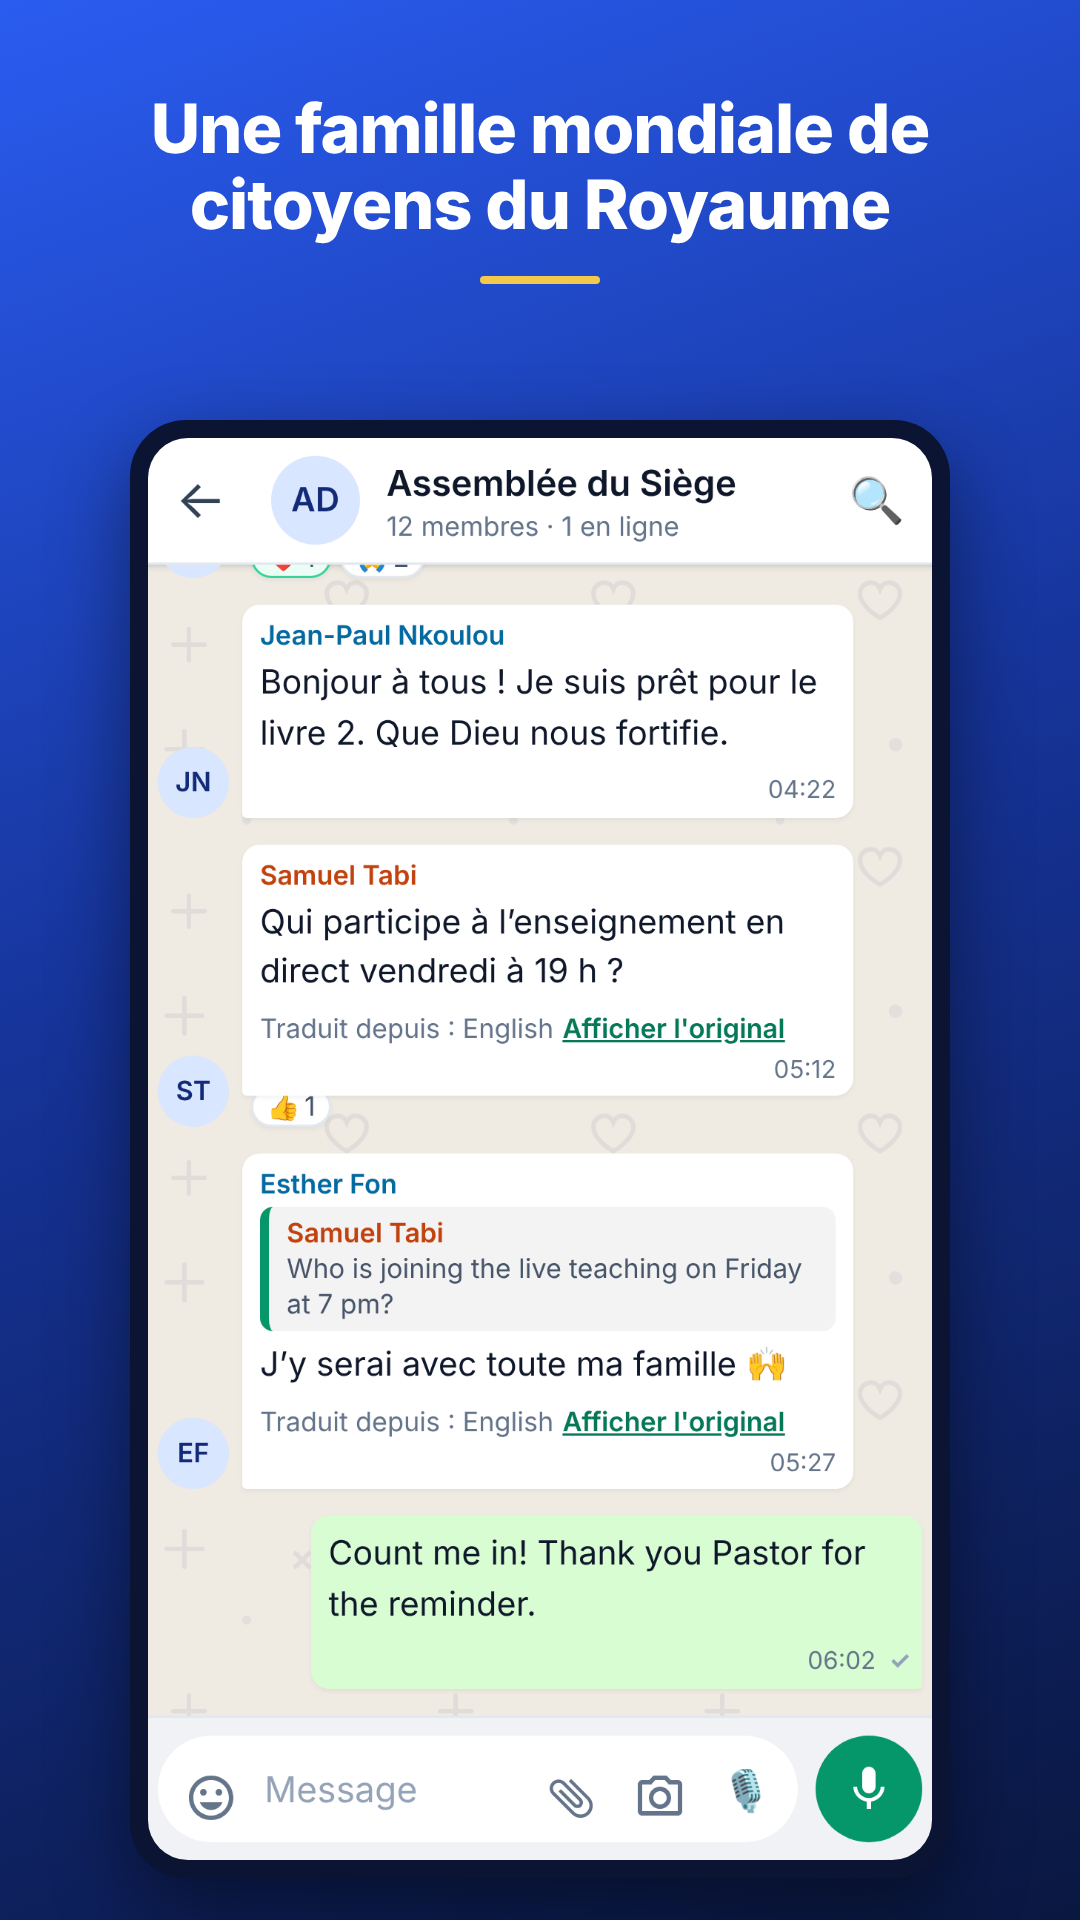 Une famille mondiale de
citoyens du Royaume
AD
Assemblée du Siège
12 membres · 1 en ligne
Jean-Paul Nkoulou
Bonjour à tous ! Je suis prêt pour le
livre 2. Que Dieu nous fortifie.
04:22
JN
Samuel Tabi
Qui participe à l’enseignement en
direct vendredi à 19 h ?
Traduit depuis : English Afficher l'original
05:12
ST
👍 1
Esther Fon
Samuel Tabi
Who is joining the live teaching on Friday
at 7 pm?
J’y serai avec toute ma famille 🙌
Traduit depuis : English Afficher l'original
05:27
EF
Count me in! Thank you Pastor for
the reminder.
06:02
Message